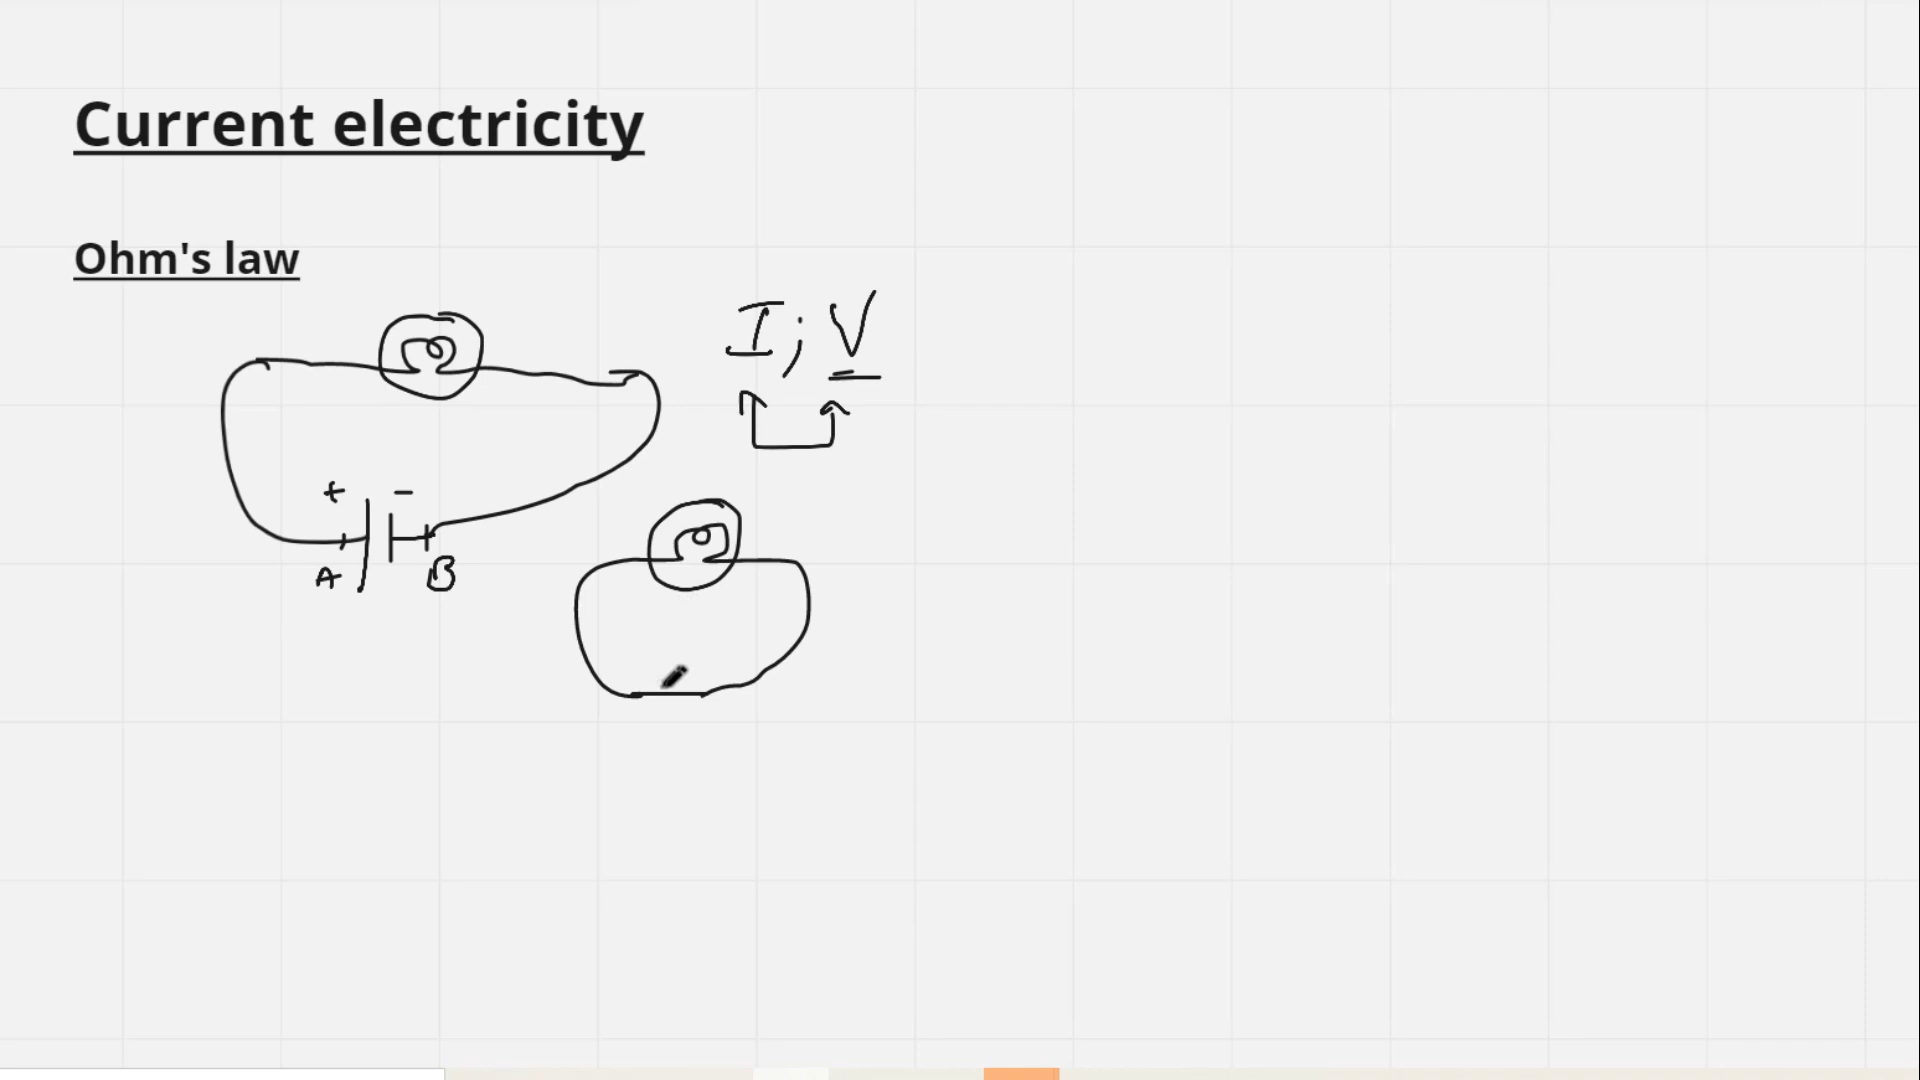 Current electricity
Ohm's law
I ; V
+ −
A B